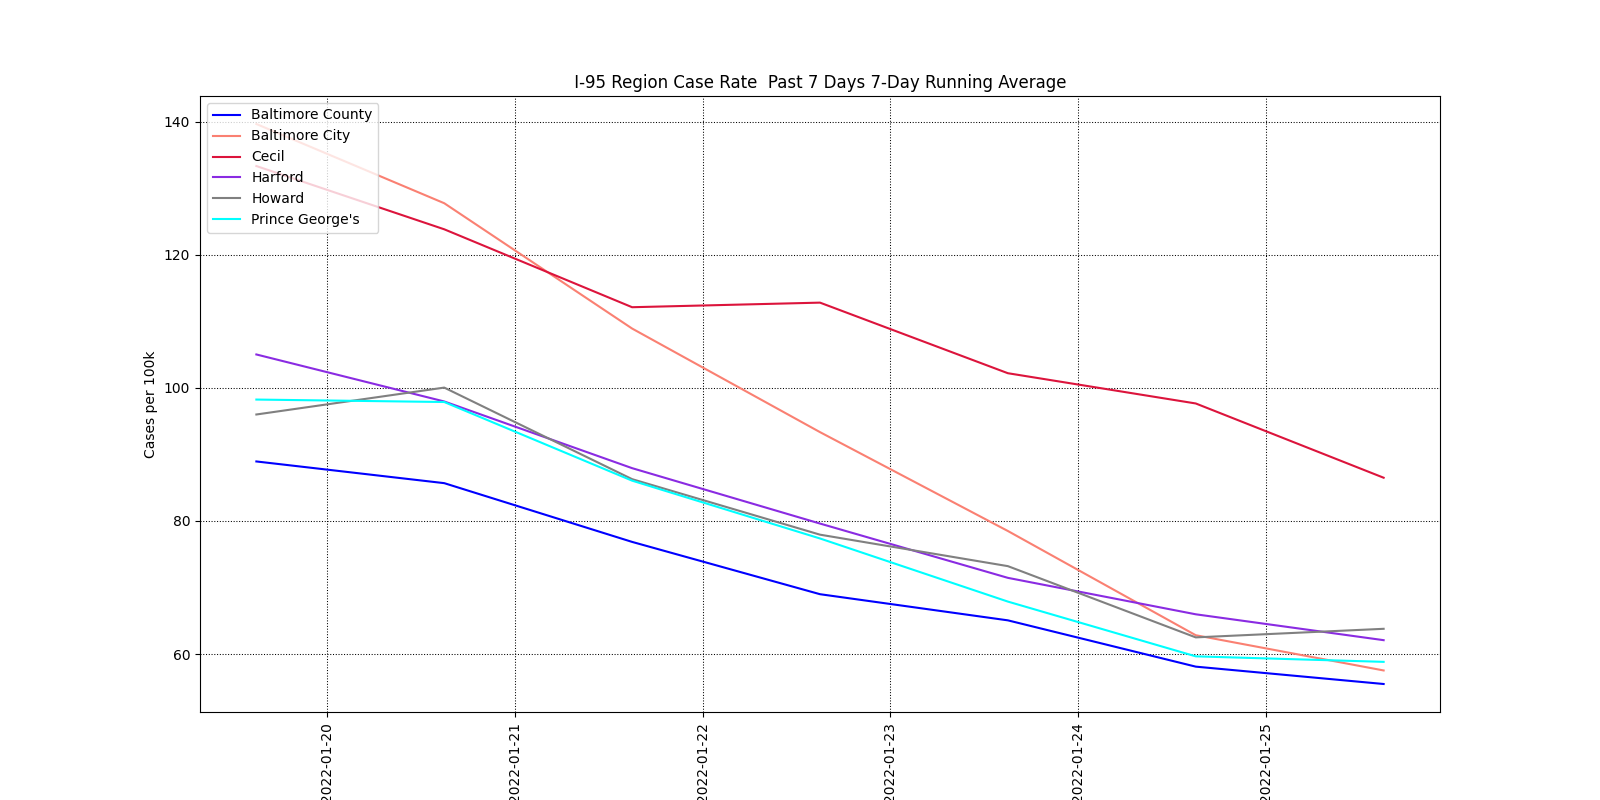 I-95 Region Case Rate  Past 7 Days 7-Day Running Average
Baltimore County
Baltimore City
Cecil
Harford
Howard
Prince George's
Cases per 100k
140
120
100
80
60
2022-01-20
2022-01-21
2022-01-22
2022-01-23
2022-01-24
2022-01-25